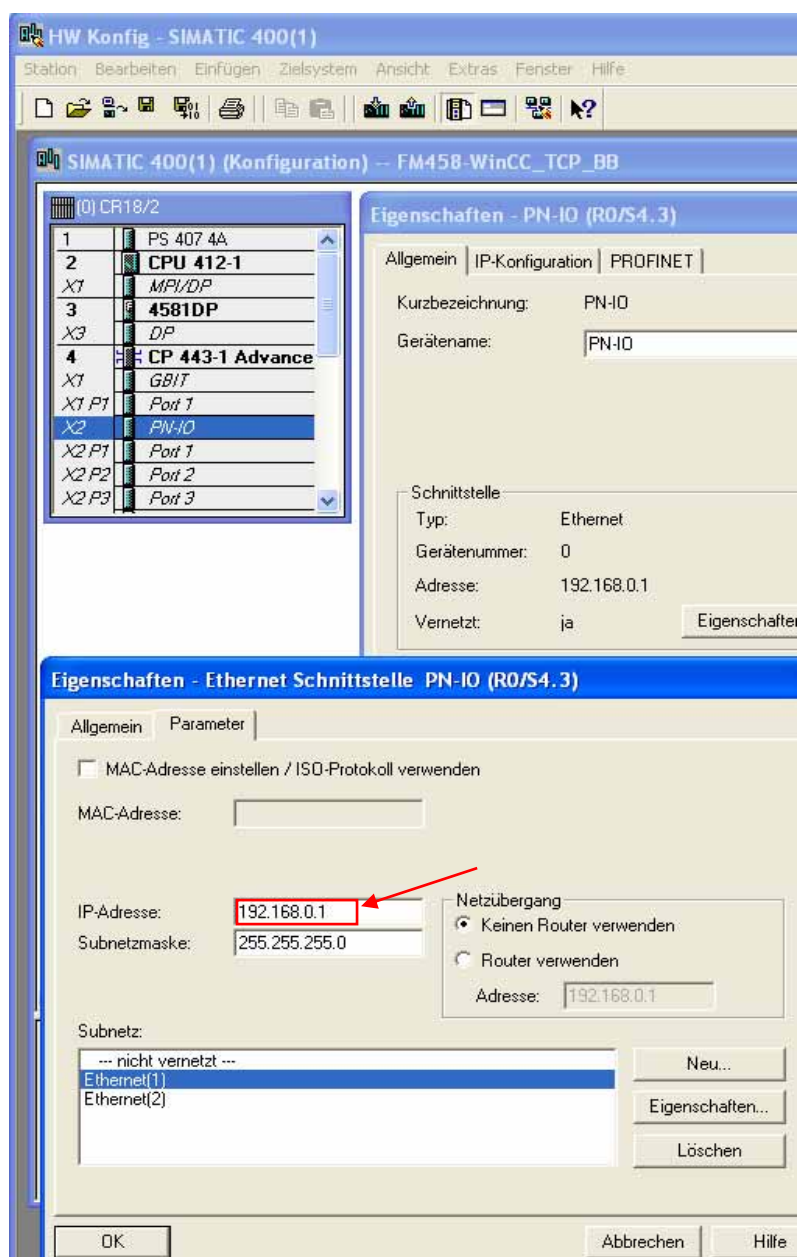 HW Konfig - SIMATIC 400(1)
Station Bearbeiten Einfügen Zielsystem Ansicht Extras Fenster Hilfe
SIMATIC 400(1) (Konfiguration) -- FM458-WinCC_TCP_BB
(0) CR18/2
1 PS 407 4A
2 CPU 412-1
X1 MPI/DP
3 4581DP
X3 DP
4 CP 443-1 Advance
X1 GBIT
X1 P1 Port 1
X2 PN-IO
X2 P1 Port 1
X2 P2 Port 2
X2 P3 Port 3
Eigenschaften - PN-IO (R0/S4.3)
Allgemein IP-Konfiguration PROFINET
Kurzbezeichnung: PN-IO
Gerätename: PN-IO
Schnittstelle
Typ: Ethernet
Gerätenummer: 0
Adresse: 192.168.0.1
Vernetzt: ja Eigenschaften
Eigenschaften - Ethernet Schnittstelle PN-IO (R0/S4.3)
Allgemein Parameter
MAC-Adresse einstellen / ISO-Protokoll verwenden
MAC-Adresse:
IP-Adresse: 192.168.0.1
Subnetzmaske: 255.255.255.0
Netzübergang
Keinen Router verwenden
Router verwenden
Adresse: 192.168.0.1
Subnetz:
--- nicht vernetzt ---
Ethernet(1)
Ethernet(2)
Neu...
Eigenschaften...
Löschen
OK Abbrechen Hilfe